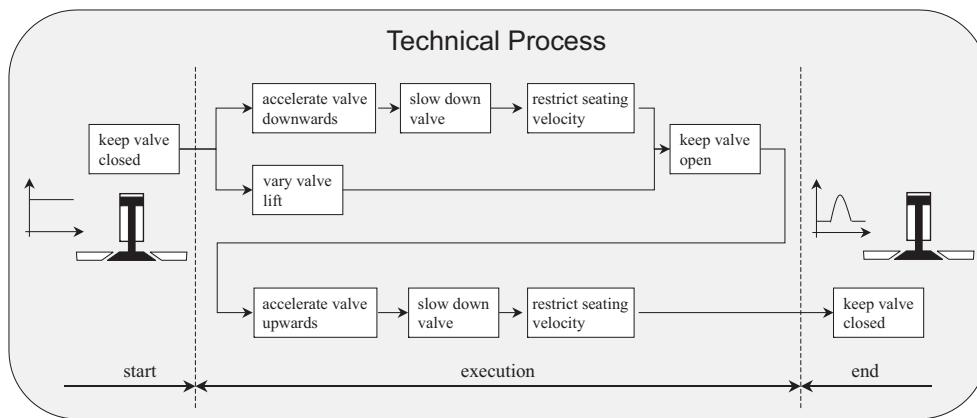 Technical Process
keep valve
closed
accelerate valve
downwards
slow down
valve
restrict seating
velocity
vary valve
lift
keep valve
open
accelerate valve
upwards
slow down
valve
restrict seating
velocity
keep valve
closed
start
execution
end